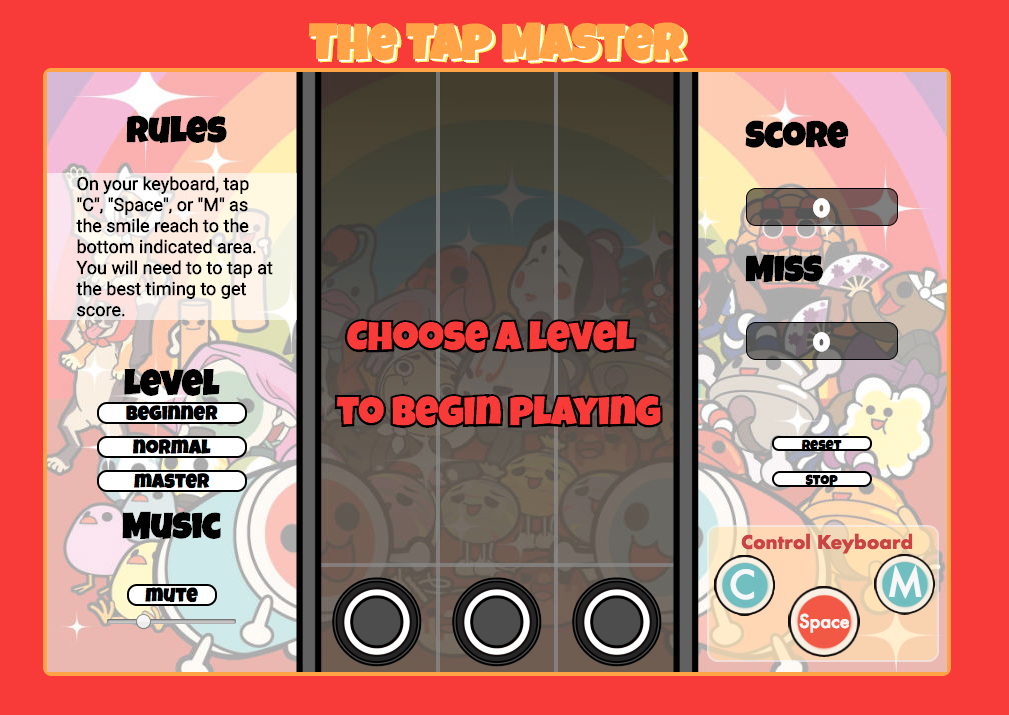 The Tap Master
Rules
On your keyboard, tap
"C", "Space", or "M" as
the smile reach to the
bottom indicated area.
You will need to to tap at
the best timing to get
score.
Level
Beginner
Normal
Master
Music
mute
Choose a level
to begin playing
Score
0
Miss
0
Reset
Stop
Control Keyboard
C
M
Space